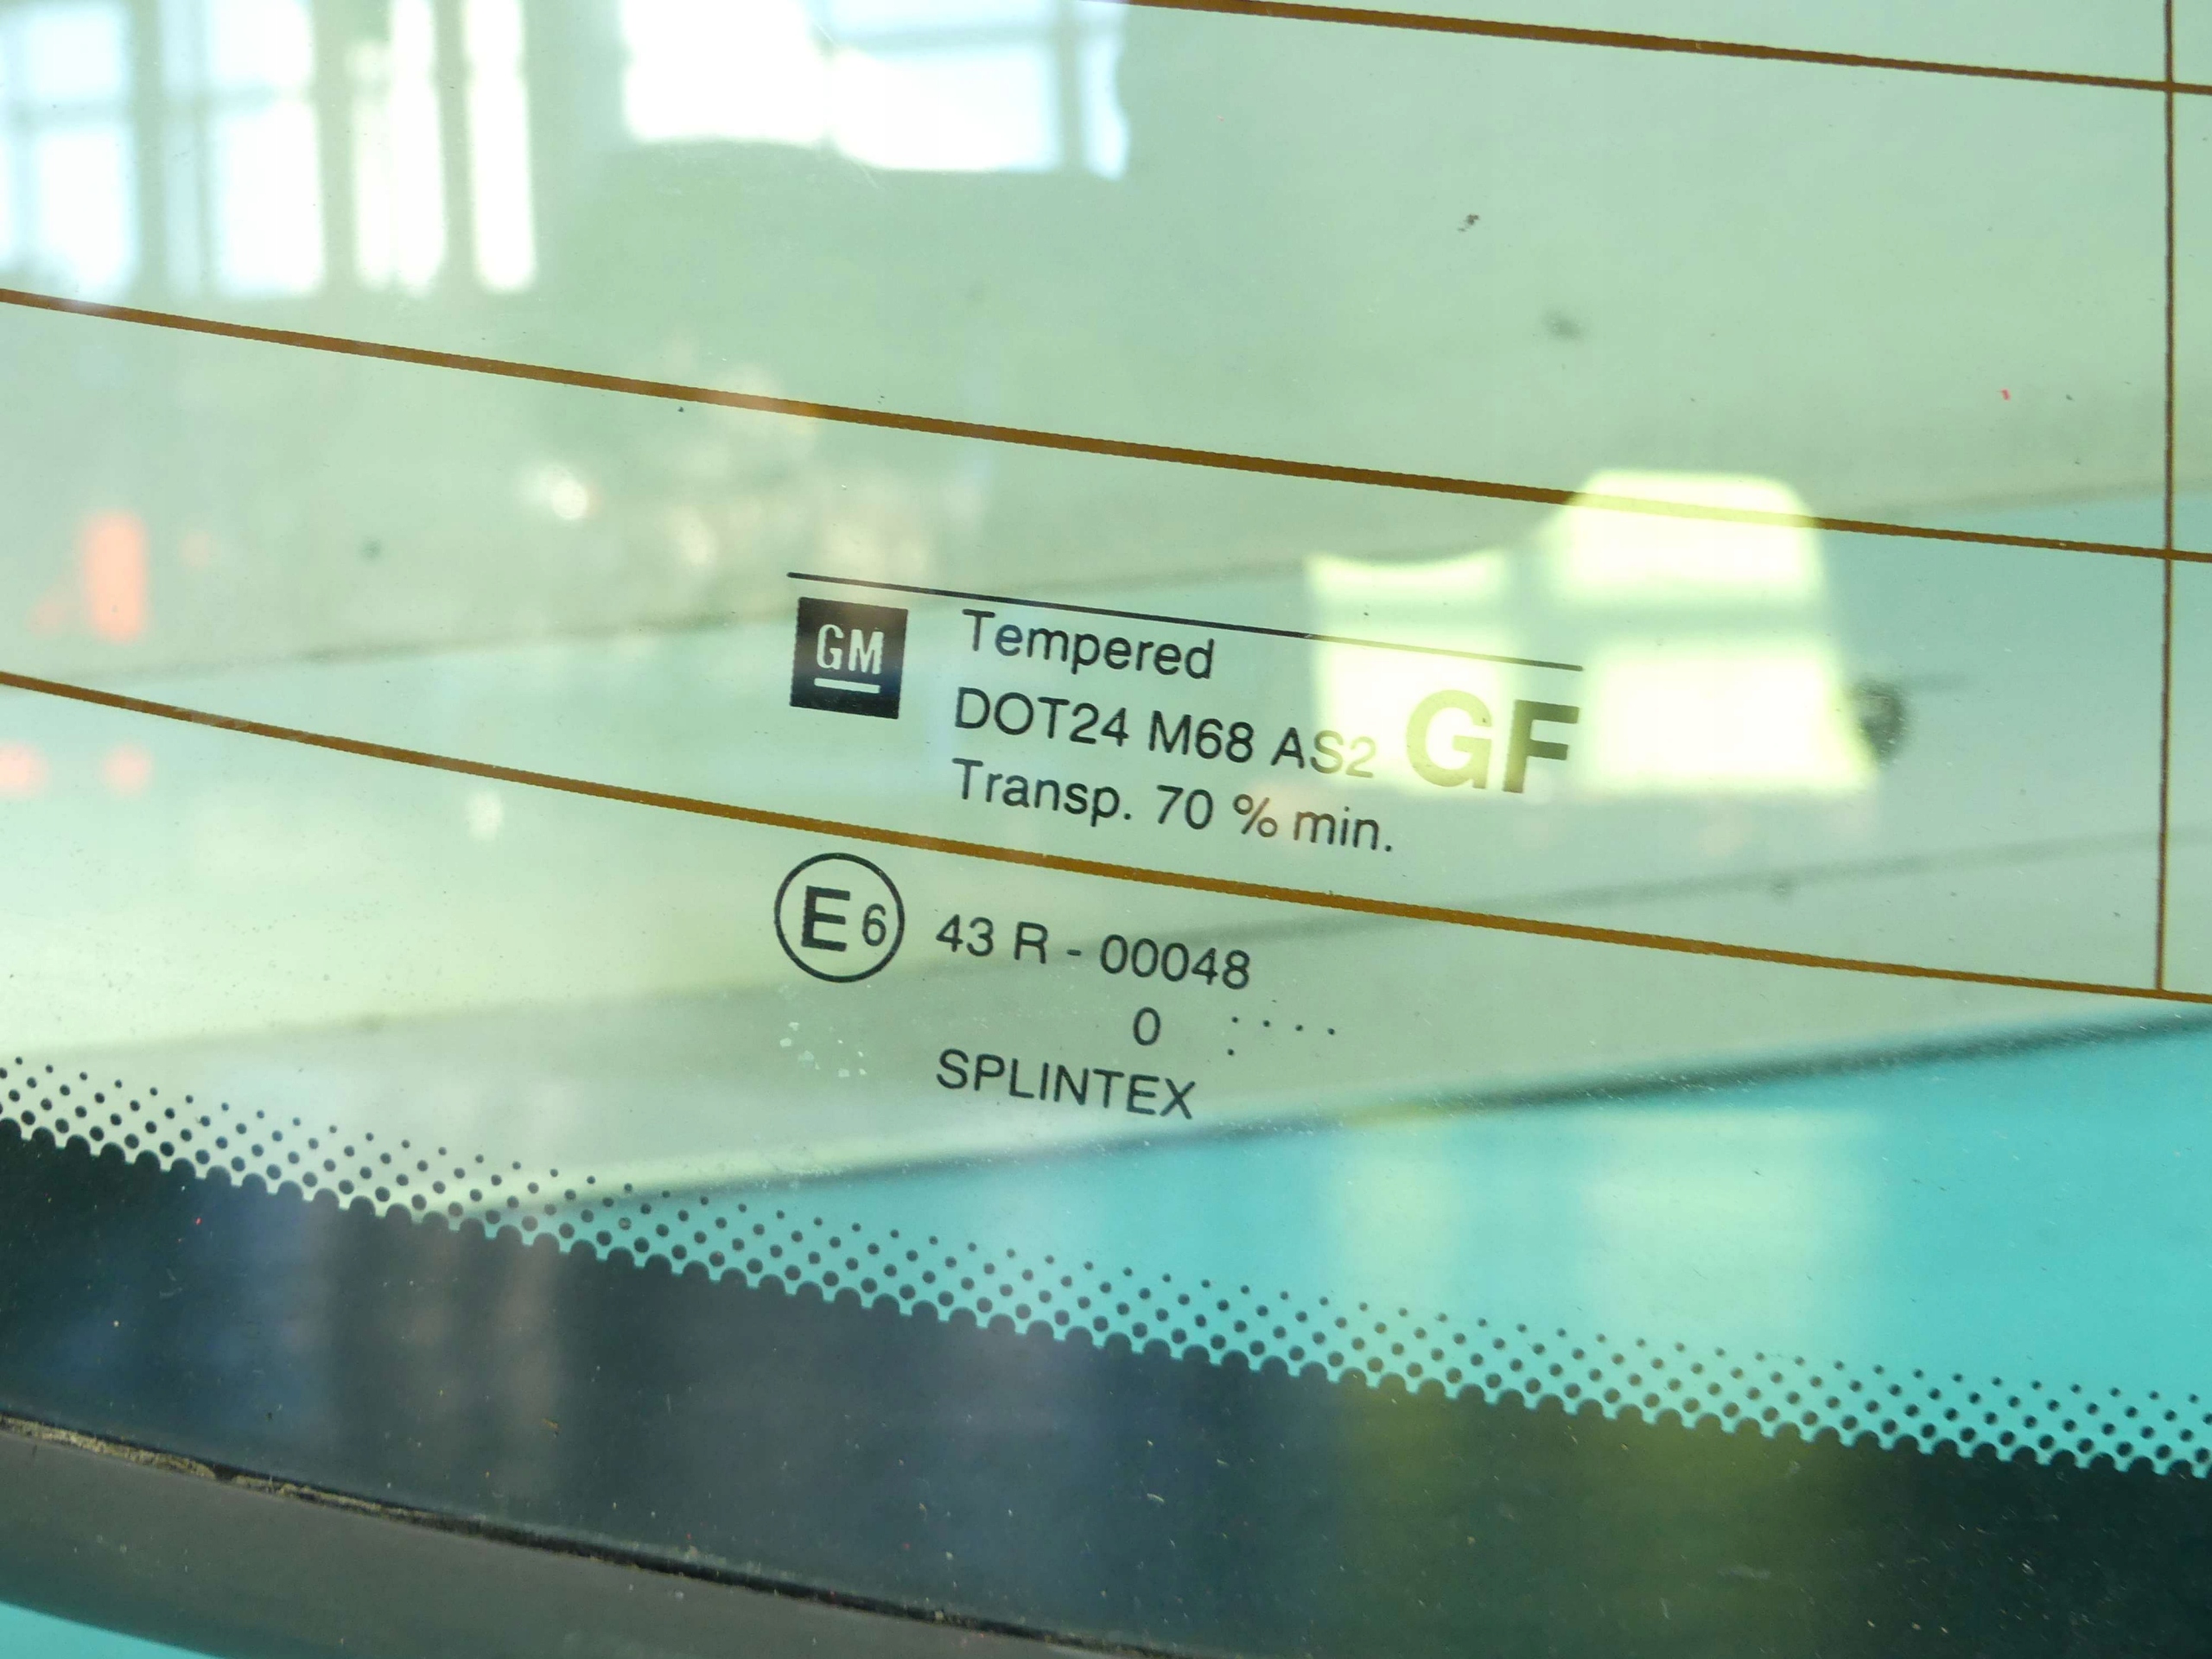 GM Tempered
DOT24 M68 AS2 GF
Transp. 70 % min.
E6 43 R - 00048
0 : . . .
SPLINTEX